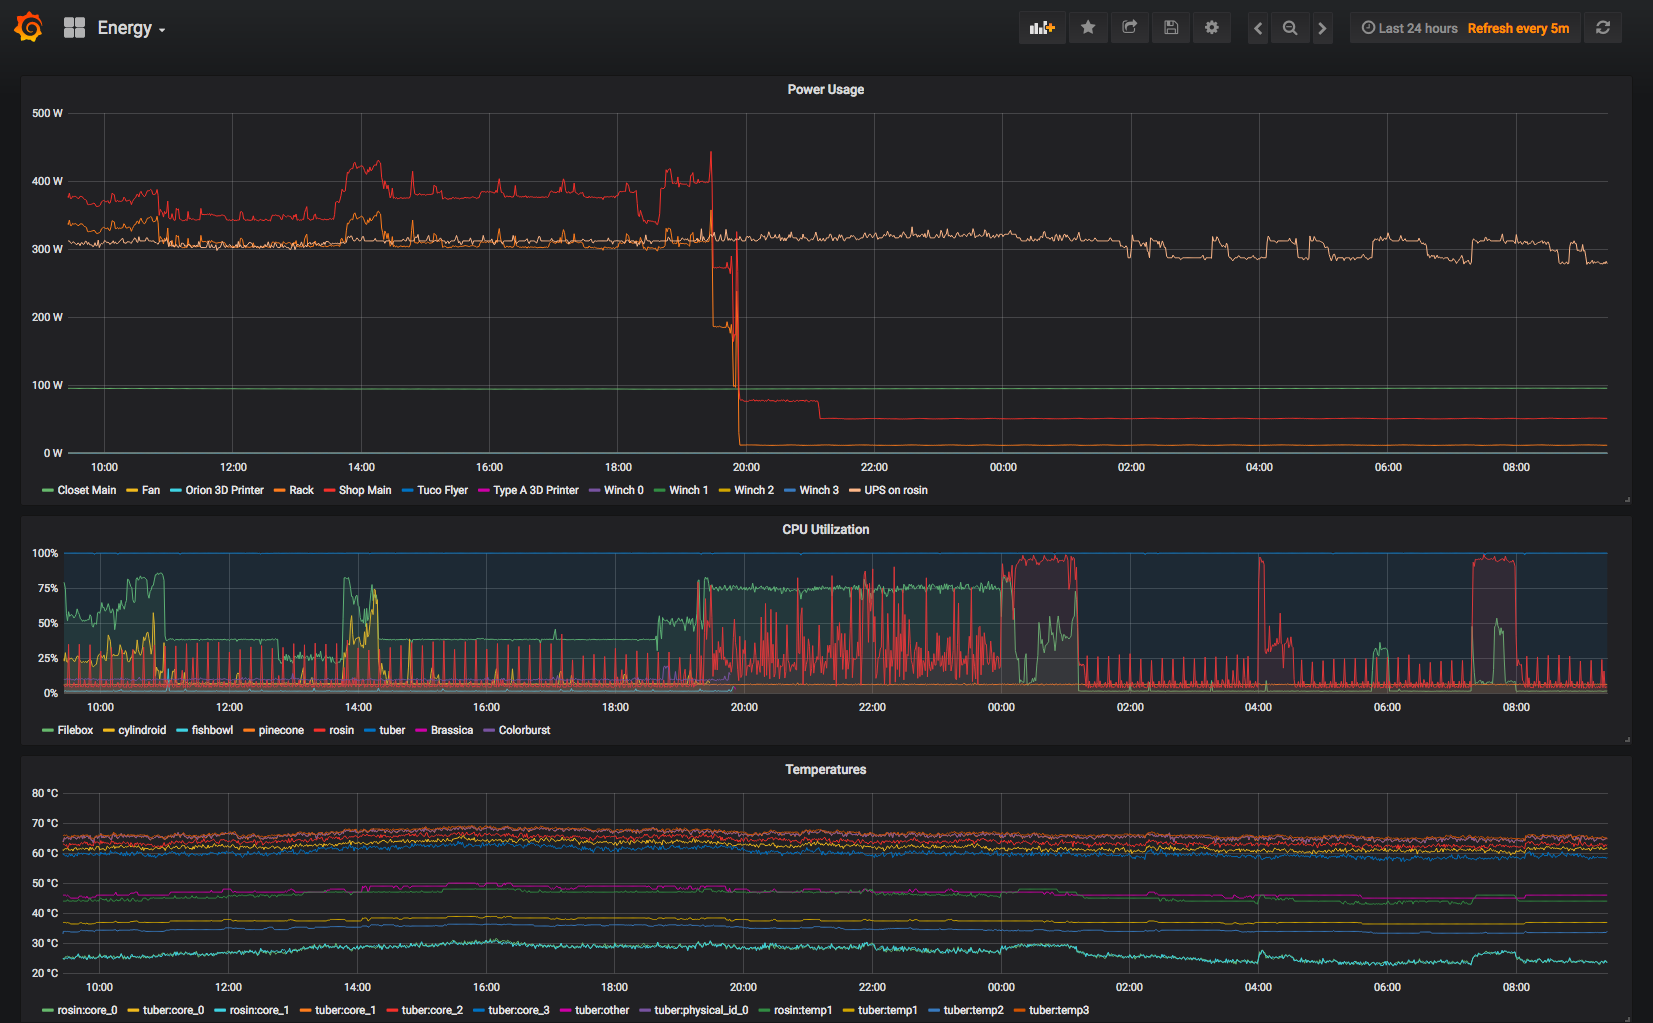 Energy
Last 24 hours Refresh every 5m
Power Usage
500 W
400 W
300 W
200 W
100 W
0 W
10:00 12:00 14:00 16:00 18:00 20:00 22:00 00:00 02:00 04:00 06:00 08:00
Closet Main Fan Orion 3D Printer Rack Shop Main Tuco Flyer Type A 3D Printer Winch 0 Winch 1 Winch 2 Winch 3 UPS on rosin
CPU Utilization
100%
75%
50%
25%
0%
10:00 12:00 14:00 16:00 18:00 20:00 22:00 00:00 02:00 04:00 06:00 08:00
Filebox cylindroid fishbowl pinecone rosin tuber Brassica Colorburst
Temperatures
80 °C
70 °C
60 °C
50 °C
40 °C
30 °C
20 °C
10:00 12:00 14:00 16:00 18:00 20:00 22:00 00:00 02:00 04:00 06:00 08:00
rosin:core_0 tuber:core_0 rosin:core_1 tuber:core_1 tuber:core_2 tuber:core_3 tuber:other tuber:physical_id_0 rosin:temp1 tuber:temp1 tuber:temp2 tuber:temp3